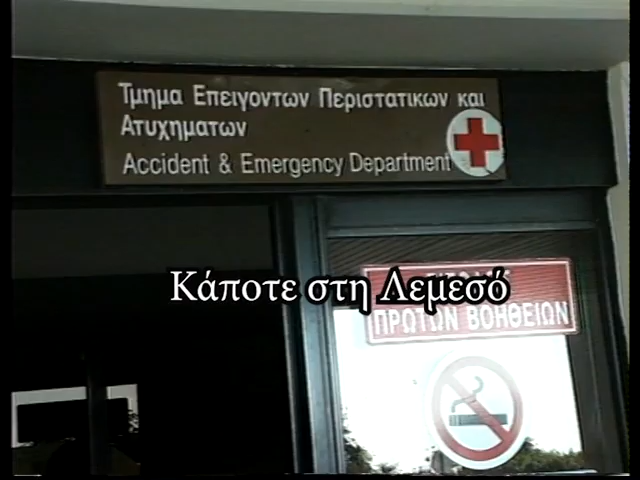 Τμημα Επειγοντων Περιστατικων και
Ατυχηματων
Accident & Emergency Department
Κάποτε στη Λεμεσό
ΠΡΩΤΩΝ ΒΟΗΘΕΙΩΝ